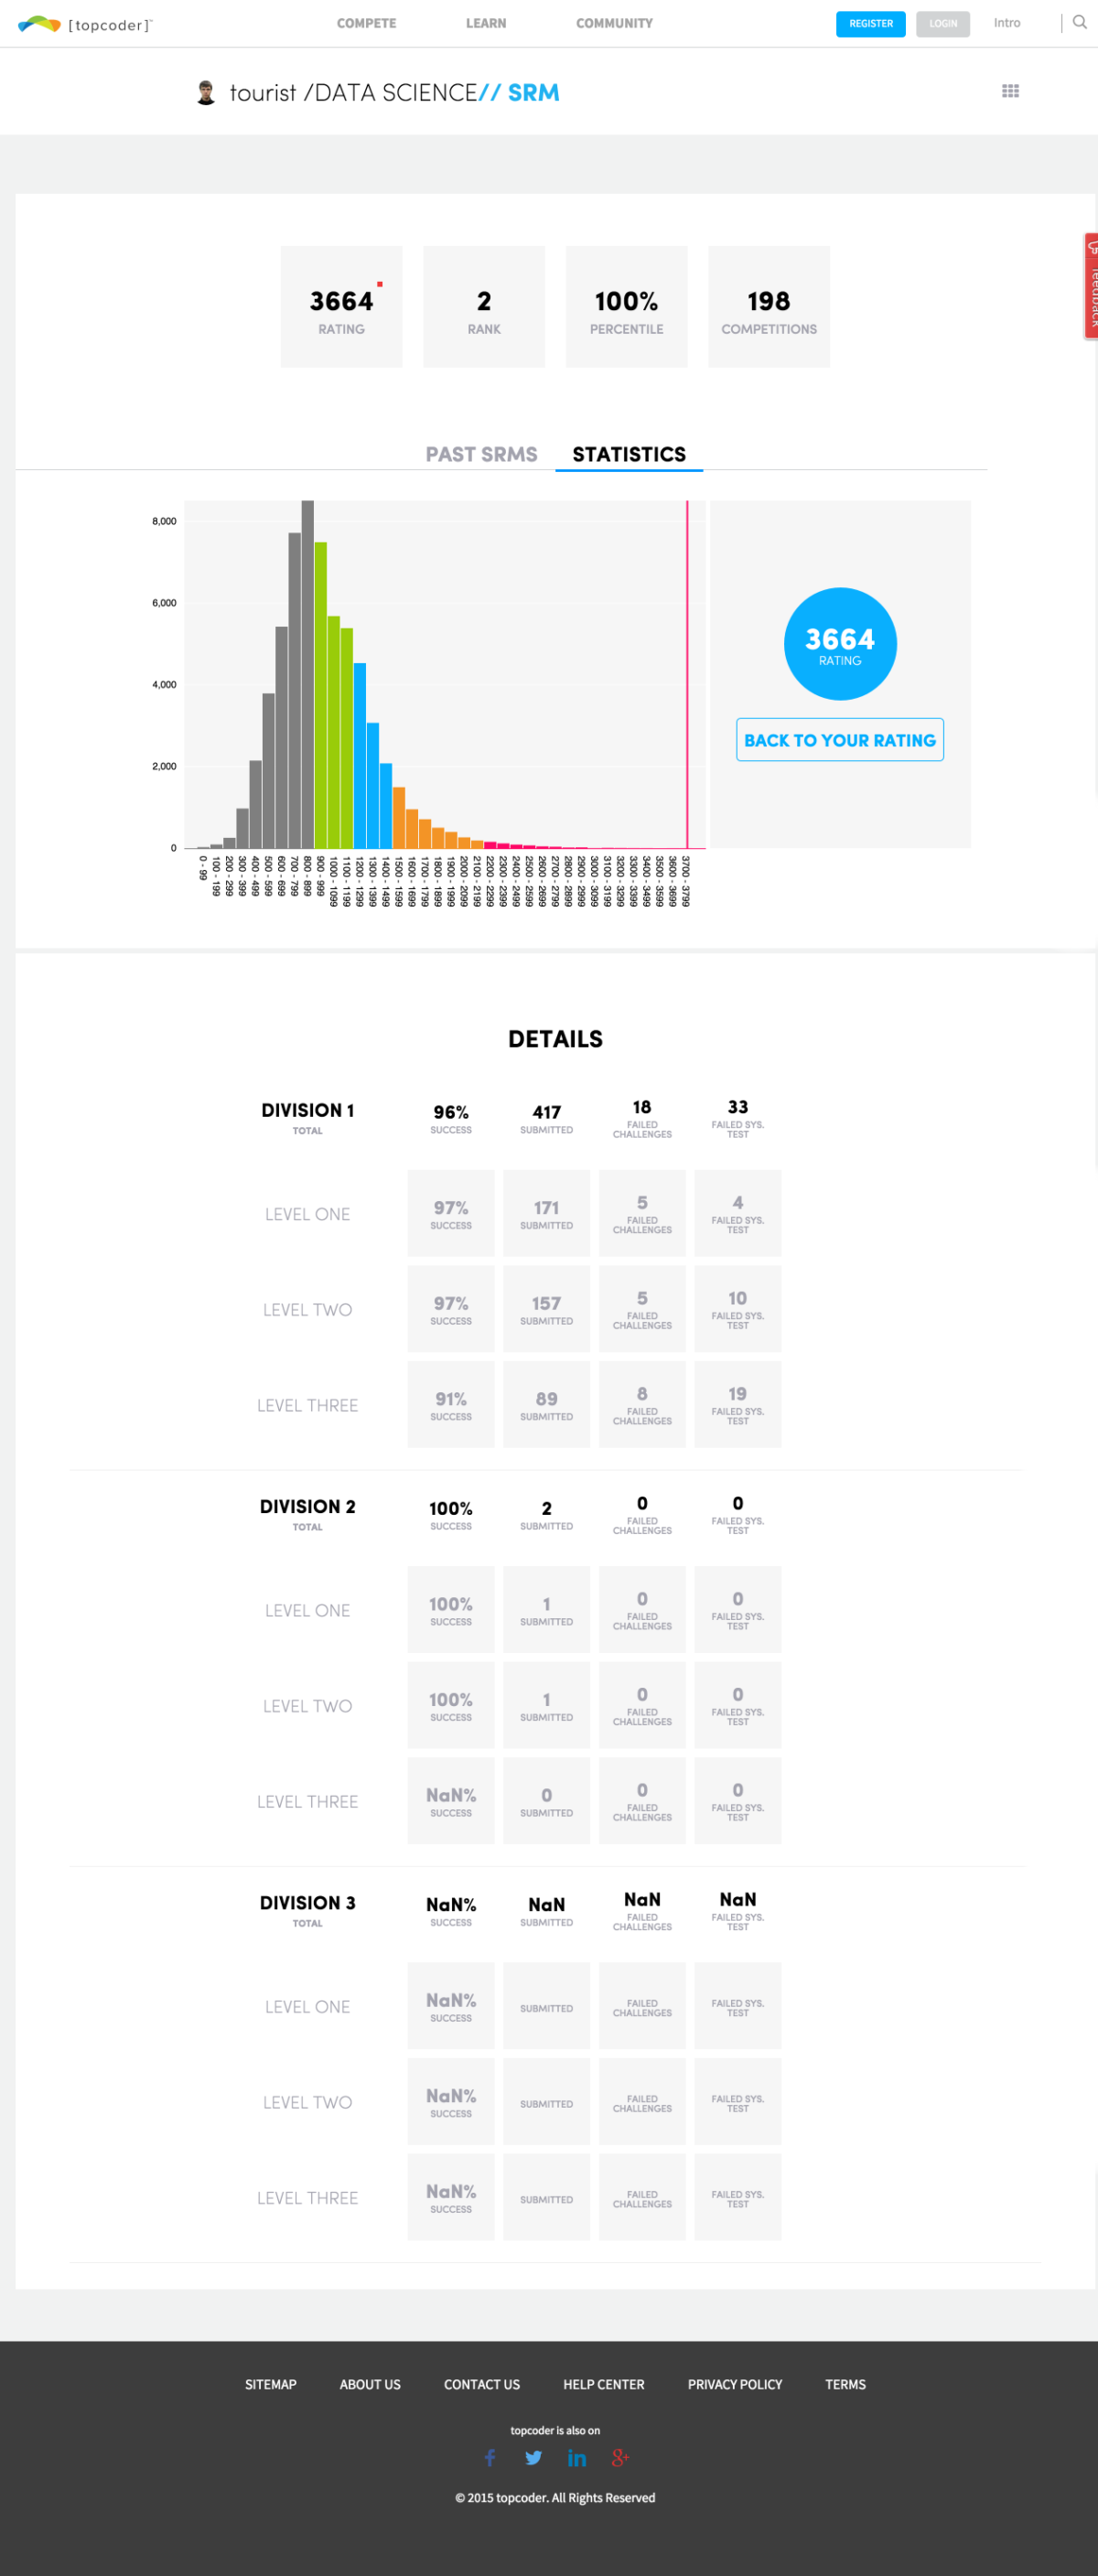 [topcoder]™
COMPETE LEARN COMMUNITY REGISTER LOGIN Intro
tourist /DATA SCIENCE// SRM
feedback
3664 2 100% 198
RATING RANK PERCENTILE COMPETITIONS
PAST SRMS STATISTICS
8,000
6,000
4,000
2,000
0
3664
RATING
BACK TO YOUR RATING
0 - 99
100 - 199
200 - 299
300 - 399
400 - 499
500 - 599
600 - 699
700 - 799
800 - 899
900 - 999
1000 - 1099
1100 - 1199
1200 - 1299
1300 - 1399
1400 - 1499
1500 - 1599
1600 - 1699
1700 - 1799
1800 - 1899
1900 - 1999
2000 - 2099
2100 - 2199
2200 - 2299
2300 - 2399
2400 - 2499
2500 - 2599
2600 - 2699
2700 - 2799
2800 - 2899
2900 - 2999
3000 - 3099
3100 - 3199
3200 - 3299
3300 - 3399
3400 - 3499
3500 - 3599
3600 - 3699
3700 - 3799
DETAILS
DIVISION 1 96% 417 18 33
TOTAL SUCCESS SUBMITTED FAILED CHALLENGES FAILED SYS. TEST
LEVEL ONE 97% 171 5 4
SUCCESS SUBMITTED FAILED CHALLENGES FAILED SYS. TEST
LEVEL TWO 97% 157 5 10
SUCCESS SUBMITTED FAILED CHALLENGES FAILED SYS. TEST
LEVEL THREE 91% 89 8 19
SUCCESS SUBMITTED FAILED CHALLENGES FAILED SYS. TEST
DIVISION 2 100% 2 0 0
TOTAL SUCCESS SUBMITTED FAILED CHALLENGES FAILED SYS. TEST
LEVEL ONE 100% 1 0 0
SUCCESS SUBMITTED FAILED CHALLENGES FAILED SYS. TEST
LEVEL TWO 100% 1 0 0
SUCCESS SUBMITTED FAILED CHALLENGES FAILED SYS. TEST
LEVEL THREE NaN% 0 0 0
SUCCESS SUBMITTED FAILED CHALLENGES FAILED SYS. TEST
DIVISION 3 NaN% NaN NaN NaN
TOTAL SUCCESS SUBMITTED FAILED CHALLENGES FAILED SYS. TEST
LEVEL ONE NaN%
SUCCESS SUBMITTED FAILED CHALLENGES FAILED SYS. TEST
LEVEL TWO NaN%
SUCCESS SUBMITTED FAILED CHALLENGES FAILED SYS. TEST
LEVEL THREE NaN%
SUCCESS SUBMITTED FAILED CHALLENGES FAILED SYS. TEST
SITEMAP ABOUT US CONTACT US HELP CENTER PRIVACY POLICY TERMS
topcoder is also on
f in g+
© 2015 topcoder. All Rights Reserved